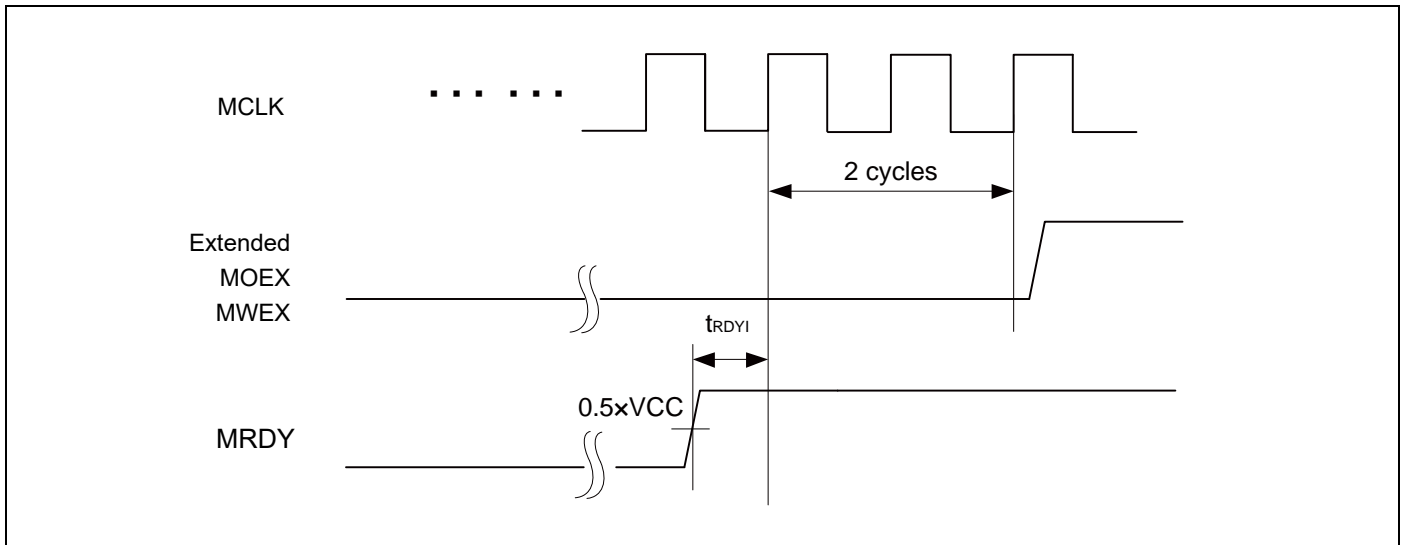 MCLK
2 cycles
Extended
MOEX
MWEX
tRDYI
0.5×VCC
MRDY